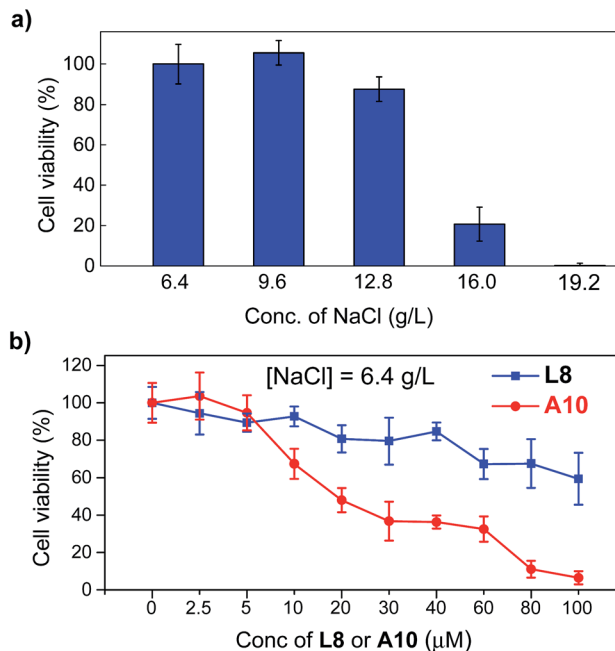 a)
Cell viability (%)
100
80
60
40
20
0
6.4 9.6 12.8 16.0 19.2
Conc. of NaCl (g/L)
b)
Cell viability (%)
120
100
80
60
40
20
0
[NaCl] = 6.4 g/L
L8
A10
0 2.5 5 10 20 30 40 60 80 100
Conc of L8 or A10 (μM)